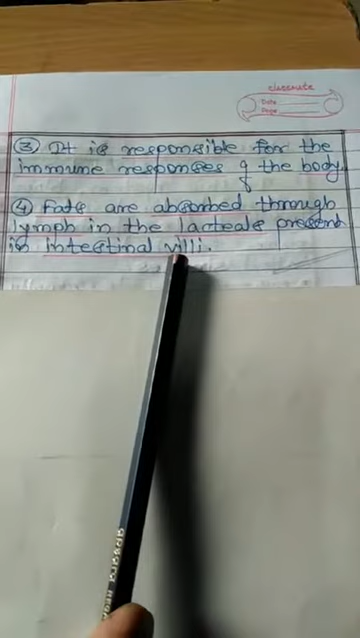 classmate
Date
Page
③ It is responsible for the
immune responses of the body.
④ Fats are absorbed through
lymph in the lacteals present
in intestinal villi.